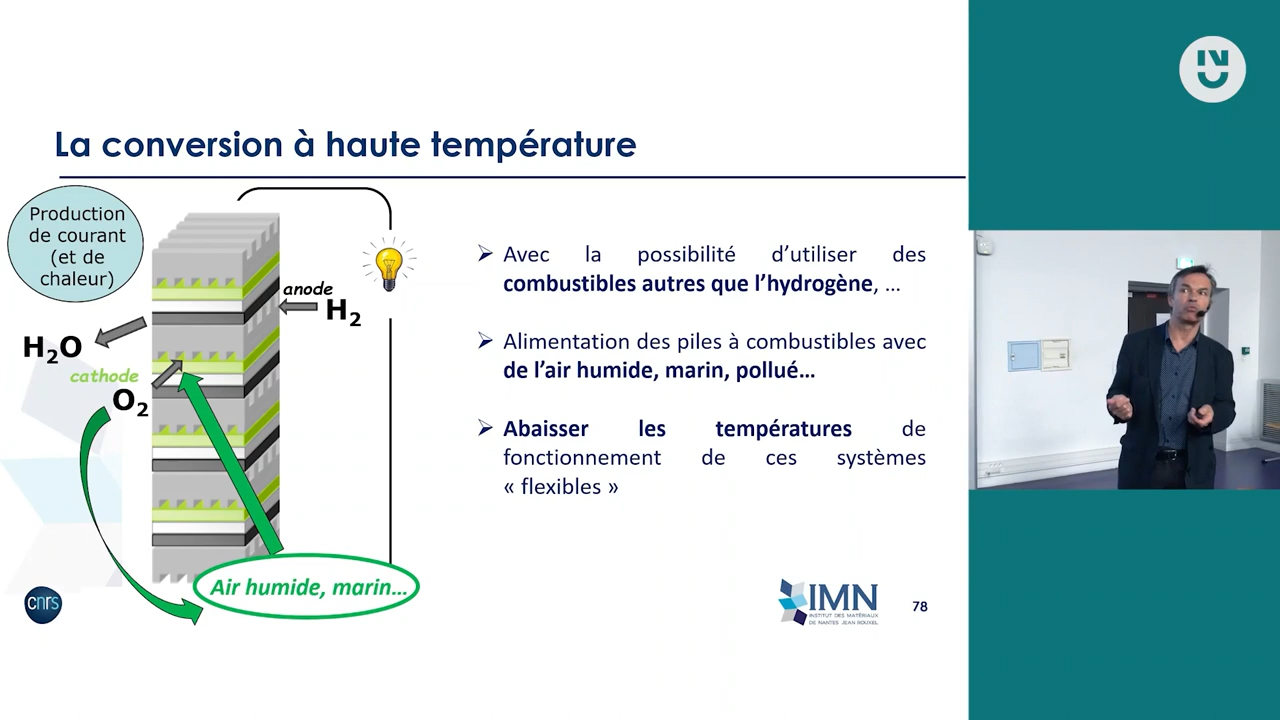 La conversion à haute température
Production
de courant
(et de
chaleur)
anode
H₂
H₂O
cathode
O₂
Air humide, marin...
➢ Avec la possibilité d’utiliser des
combustibles autres que l’hydrogène, ...
➢ Alimentation des piles à combustibles avec
de l’air humide, marin, pollué...
➢ Abaisser les températures de
fonctionnement de ces systèmes
« flexibles »
cnrs
IMN
INSTITUT DES MATÉRIAUX
DE NANTES JEAN ROUXEL
78